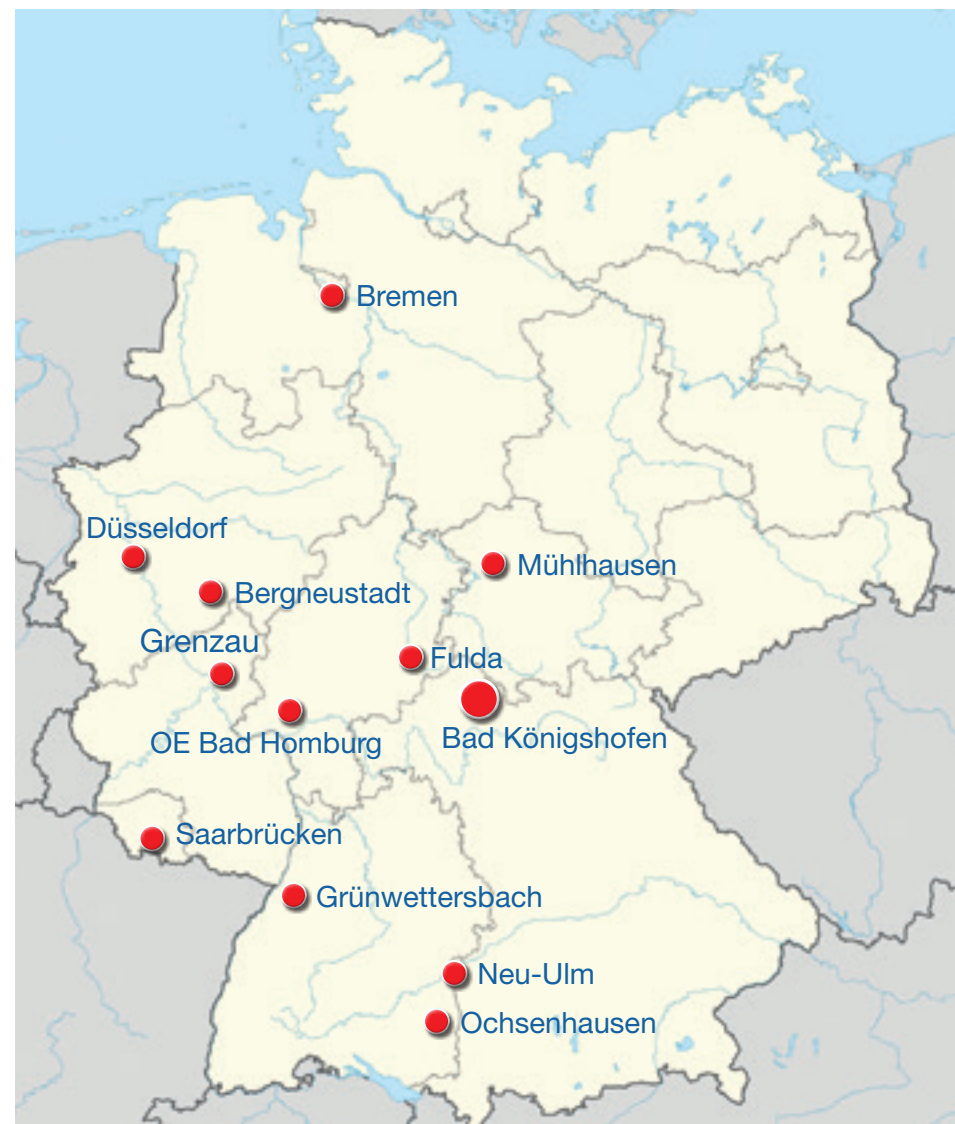 Bremen
Düsseldorf
Mühlhausen
Bergneustadt
Grenzau
Fulda
OE Bad Homburg
Bad Königshofen
Saarbrücken
Grünwettersbach
Neu-Ulm
Ochsenhausen